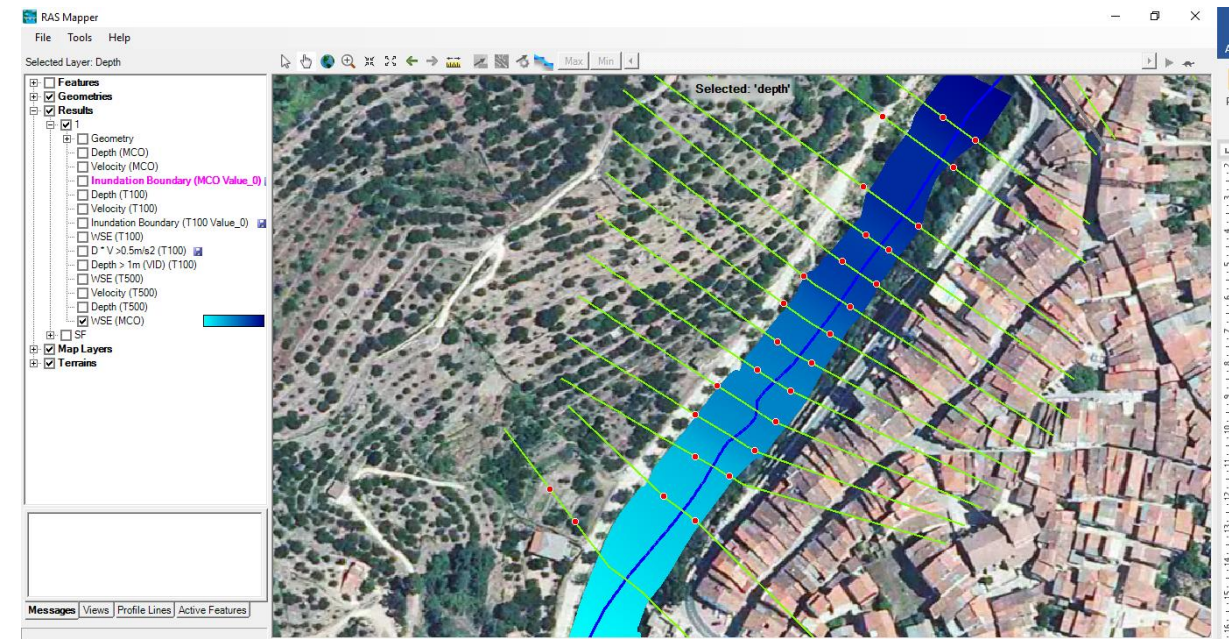 RAS Mapper
File Tools Help
Selected Layer: Depth
Max Min
Selected: 'depth'
Features
Geometries
Results
1
Geometry
Depth (MCO)
Velocity (MCO)
Inundation Boundary (MCO Value_0)
Depth (T100)
Velocity (T100)
Inundation Boundary (T100 Value_0)
WSE (T100)
D * V >0.5m/s2 (T100)
Depth > 1m (VID) (T100)
WSE (T500)
Velocity (T500)
Depth (T500)
WSE (MCO)
SF
Map Layers
Terrains
Messages Views Profile Lines Active Features